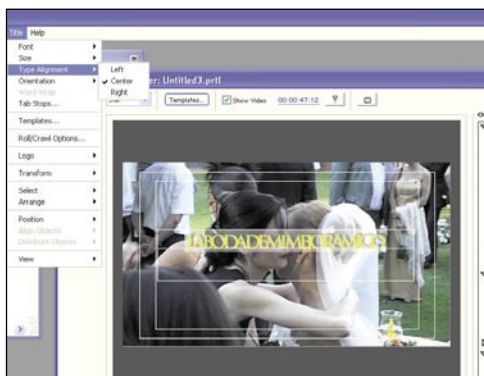 Title Help
Font
Size
Type Alignment
Left
Orientation
Center
Word Wrap
Right
Tab Stops...
Templates...
Roll/Crawl Options...
Logo
Transform
Select
Arrange
Position
Align Objects
Distribute Objects
View
er: Untitled3.prtl
Templates...
Show Video
00:00:47:12
LABODADEMIMEJORAMIGO